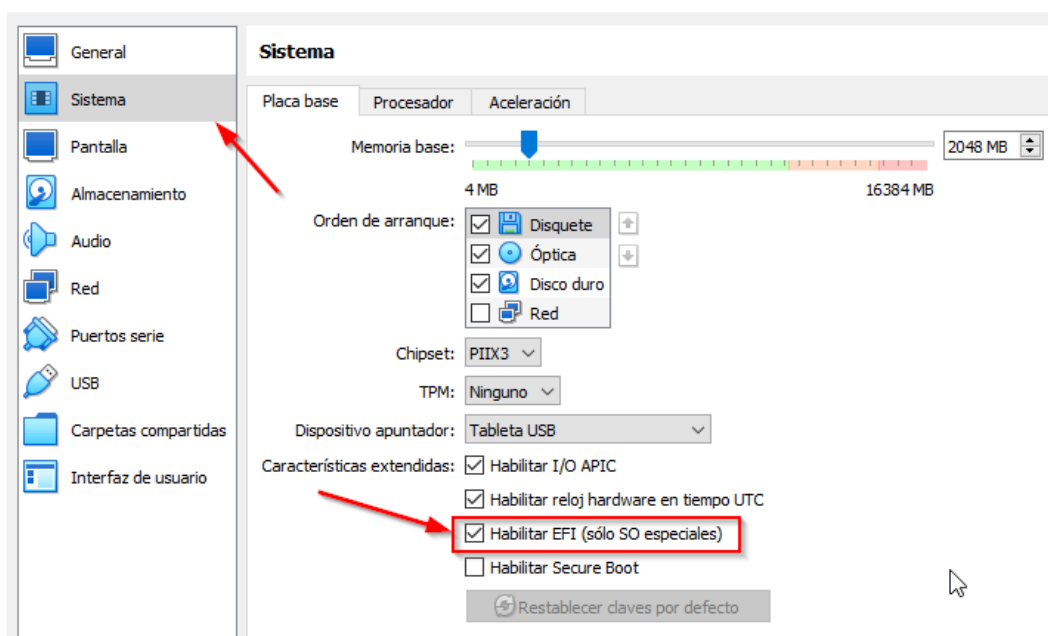 General
Sistema
Pantalla
Almacenamiento
Audio
Red
Puertos serie
USB
Carpetas compartidas
Interfaz de usuario
Sistema
Placa base Procesador Aceleración
Memoria base: 2048 MB
4 MB 16384 MB
Orden de arranque: Disquete
Óptica
Disco duro
Red
Chipset: PIIX3
TPM: Ninguno
Dispositivo apuntador: Tableta USB
Características extendidas: Habilitar I/O APIC
Habilitar reloj hardware en tiempo UTC
Habilitar EFI (sólo SO especiales)
Habilitar Secure Boot
Restablecer claves por defecto